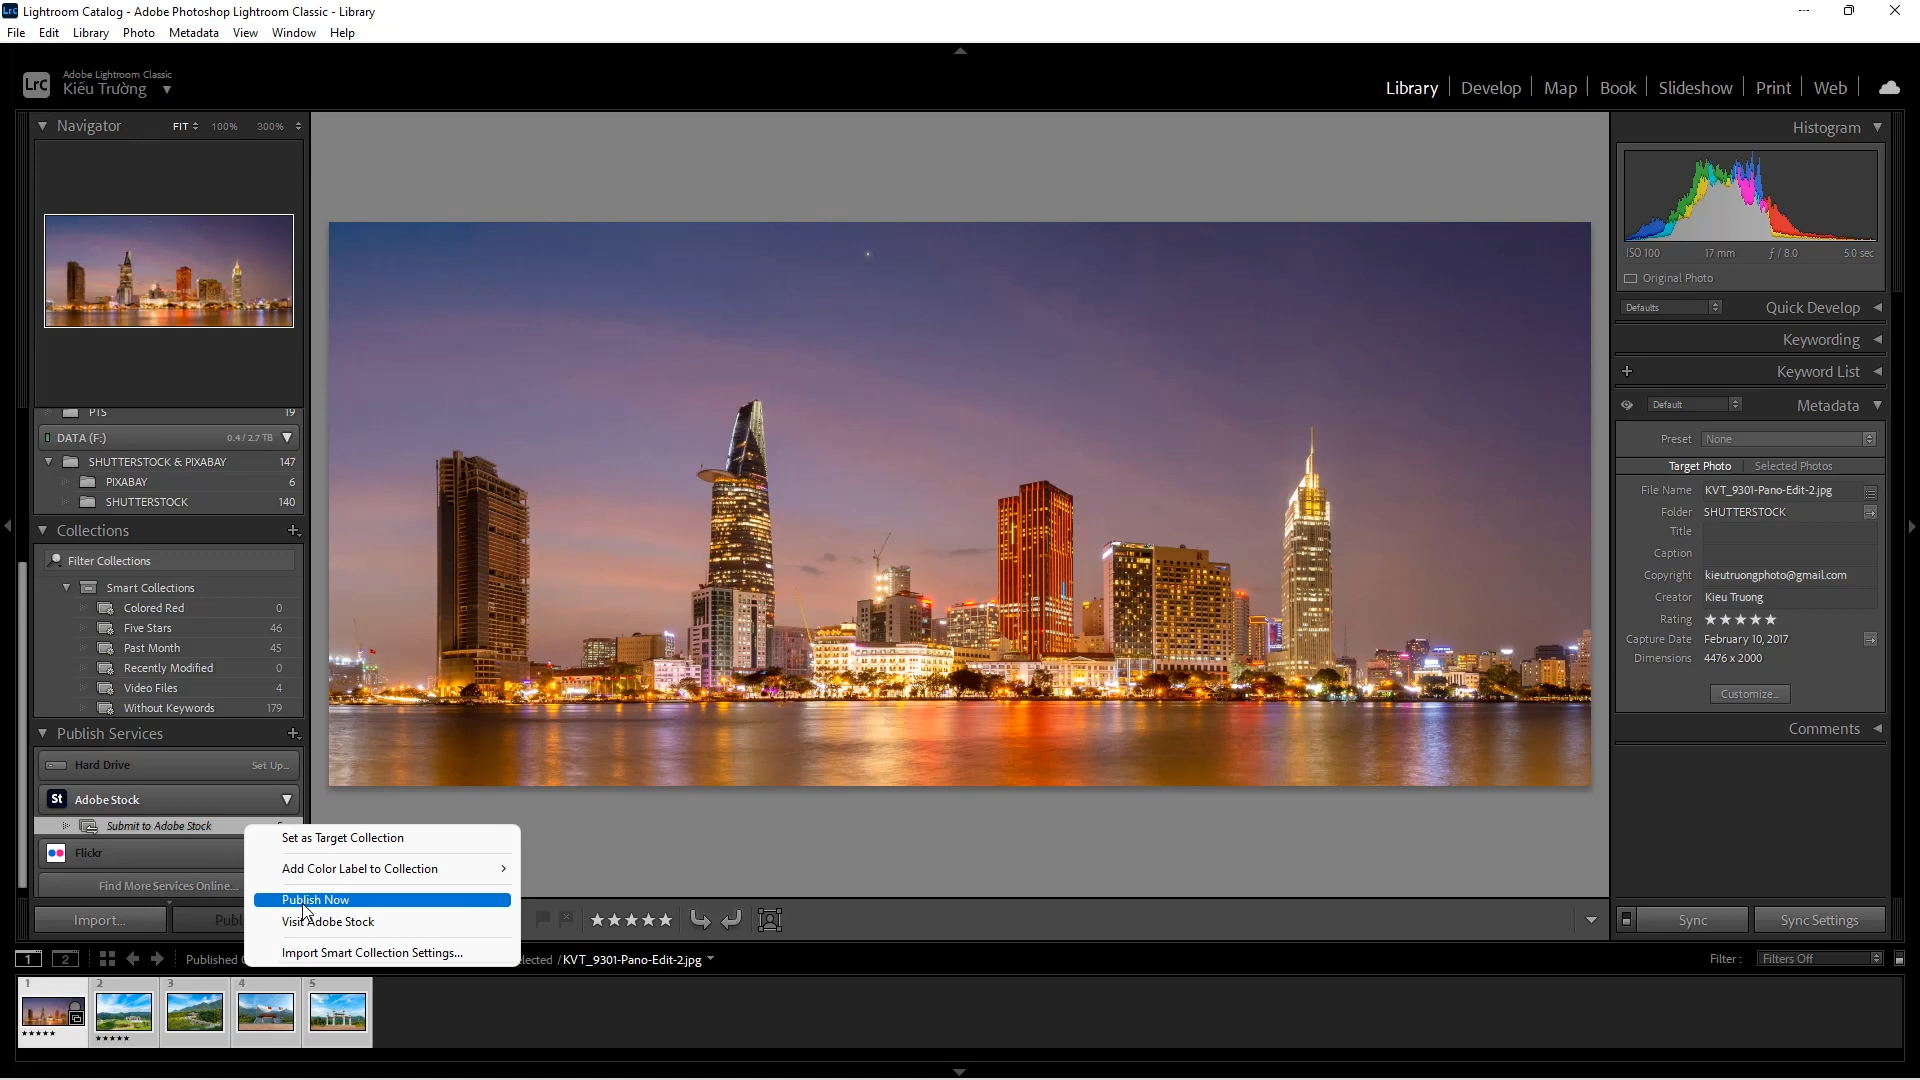 Lrc Lightroom Catalog - Adobe Photoshop Lightroom Classic - Library
File Edit Library Photo Metadata View Window Help
LrC Adobe Lightroom Classic
Kiều Trường
Library | Develop | Map | Book | Slideshow | Print | Web
Navigator FIT 100% 300%
PTS 19
DATA (F:) 0.4 / 2.7 TB
SHUTTERSTOCK & PIXABAY 147
PIXABAY 6
SHUTTERSTOCK 140
Collections +
Filter Collections
Smart Collections
Colored Red 0
Five Stars 46
Past Month 45
Recently Modified 0
Video Files 4
Without Keywords 179
Publish Services +
Hard Drive Set Up...
St Adobe Stock
Submit to Adobe Stock
Flickr
Find More Services Online...
Import... Publ
Set as Target Collection
Add Color Label to Collection
Publish Now
Visit Adobe Stock
Import Smart Collection Settings...
Histogram
ISO 100 17 mm ƒ / 8.0 5.0 sec
Original Photo
Defaults Quick Develop
Keywording
+ Keyword List
Default Metadata
Preset None
Target Photo Selected Photos
File Name KVT_9301-Pano-Edit-2.jpg
Folder SHUTTERSTOCK
Title
Caption
Copyright kieutruongphoto@gmail.com
Creator Kieu Truong
Rating ★★★★★
Capture Date February 10, 2017
Dimensions 4476 x 2000
Customize...
Comments
★★★★★
Sync Sync Settings
1 2 Published lected / KVT_9301-Pano-Edit-2.jpg
Filter : Filters Off
1 2 3 4 5
★★★★★ ★★★★★